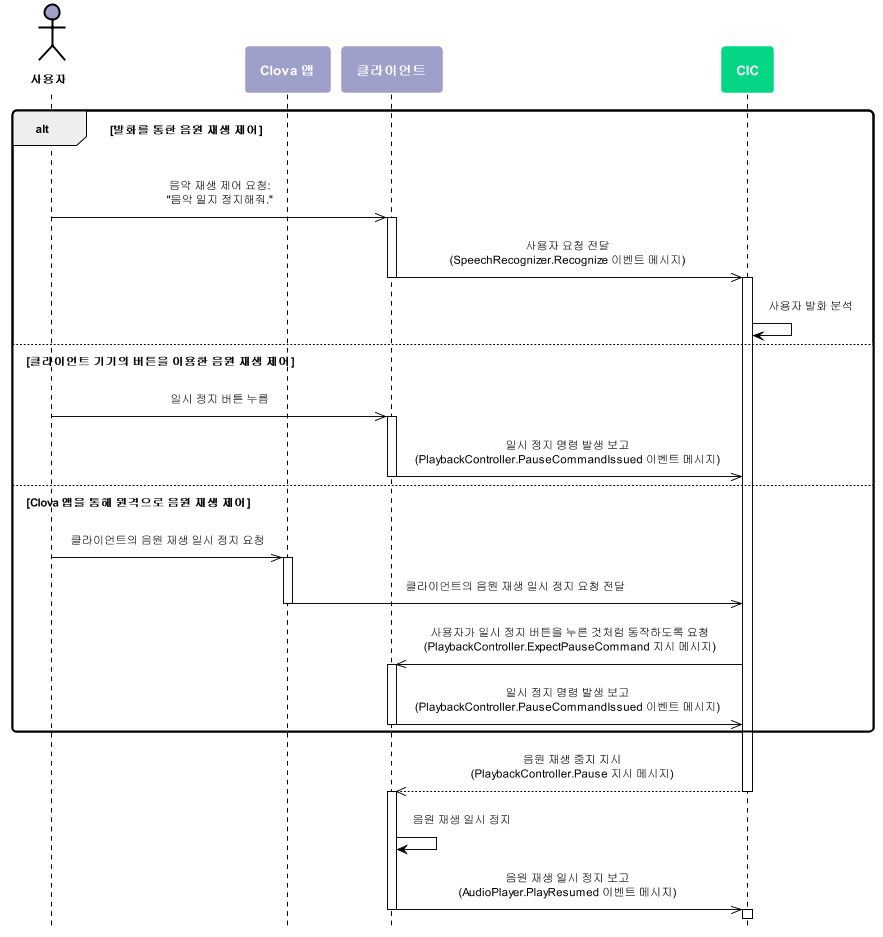 사용자
Clova 앱
클라이언트
CIC
alt
[발화를 통한 음원 재생 제어]
음악 재생 제어 요청:
"음악 일지 정지해줘."
사용자 요청 전달
(SpeechRecognizer.Recognize 이벤트 메시지)
사용자 발화 분석
[클라이언트 기기의 버튼을 이용한 음원 재생 제어]
일시 정지 버튼 누름
일시 정지 명령 발생 보고
(PlaybackController.PauseCommandIssued 이벤트 메시지)
[Clova 앱을 통해 원격으로 음원 재생 제어]
클라이언트의 음원 재생 일시 정지 요청
클라이언트의 음원 재생 일시 정지 요청 전달
사용자가 일시 정지 버튼을 누른 것처럼 동작하도록 요청
(PlaybackController.ExpectPauseCommand 지시 메시지)
일시 정지 명령 발생 보고
(PlaybackController.PauseCommandIssued 이벤트 메시지)
음원 재생 중지 지시
(PlaybackController.Pause 지시 메시지)
음원 재생 일시 정지
음원 재생 일시 정지 보고
(AudioPlayer.PlayResumed 이벤트 메시지)